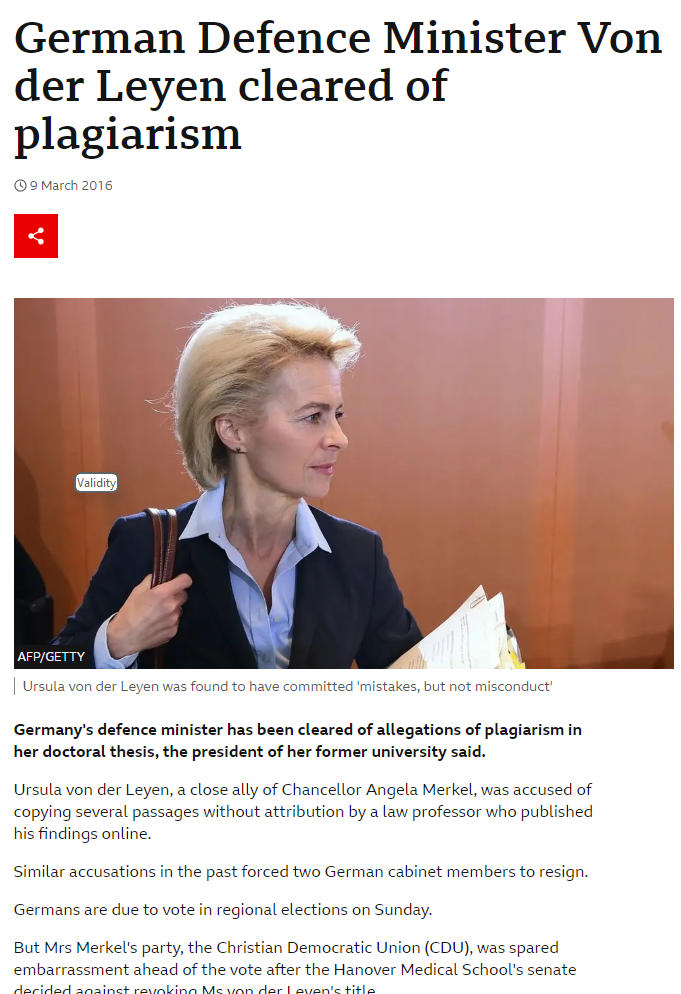 German Defence Minister Von
der Leyen cleared of
plagiarism
9 March 2016
Validity
AFP/GETTY
Ursula von der Leyen was found to have committed 'mistakes, but not misconduct'
Germany's defence minister has been cleared of allegations of plagiarism in
her doctoral thesis, the president of her former university said.
Ursula von der Leyen, a close ally of Chancellor Angela Merkel, was accused of
copying several passages without attribution by a law professor who published
his findings online.
Similar accusations in the past forced two German cabinet members to resign.
Germans are due to vote in regional elections on Sunday.
But Mrs Merkel's party, the Christian Democratic Union (CDU), was spared
embarrassment ahead of the vote after the Hanover Medical School's senate
decided against revoking Ms von der Leyen's title.